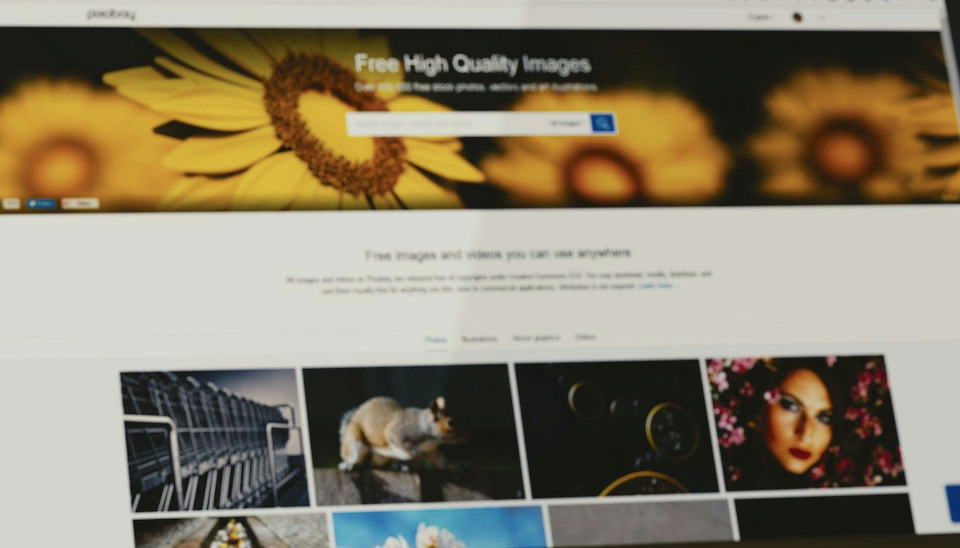 pixabay
English
Free High Quality Images
free stock photos, vectors and art illustrations
All Images
Free images and videos you can use anywhere
All images and videos on Pixabay are released free of copyrights under Creative Commons CC0. You may download, modify, distribute, and
use them royalty free for anything you like, even in commercial applications. Attribution is not required. Learn more...
Photos Illustrations Vector graphics Videos